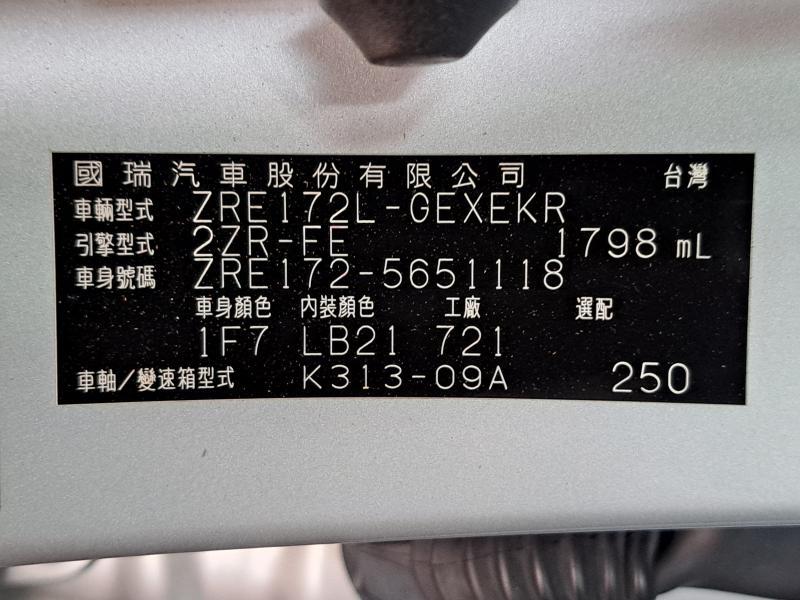 國瑞汽車股份有限公司 台灣
車輛型式 ZRE172L-GEXEKR
引擎型式 2ZR-FE 1798 mL
車身號碼 ZRE172-5651118
車身顏色 內裝顏色 工廠 選配
1F7 LB21 721
車軸/變速箱型式 K313-09A 250